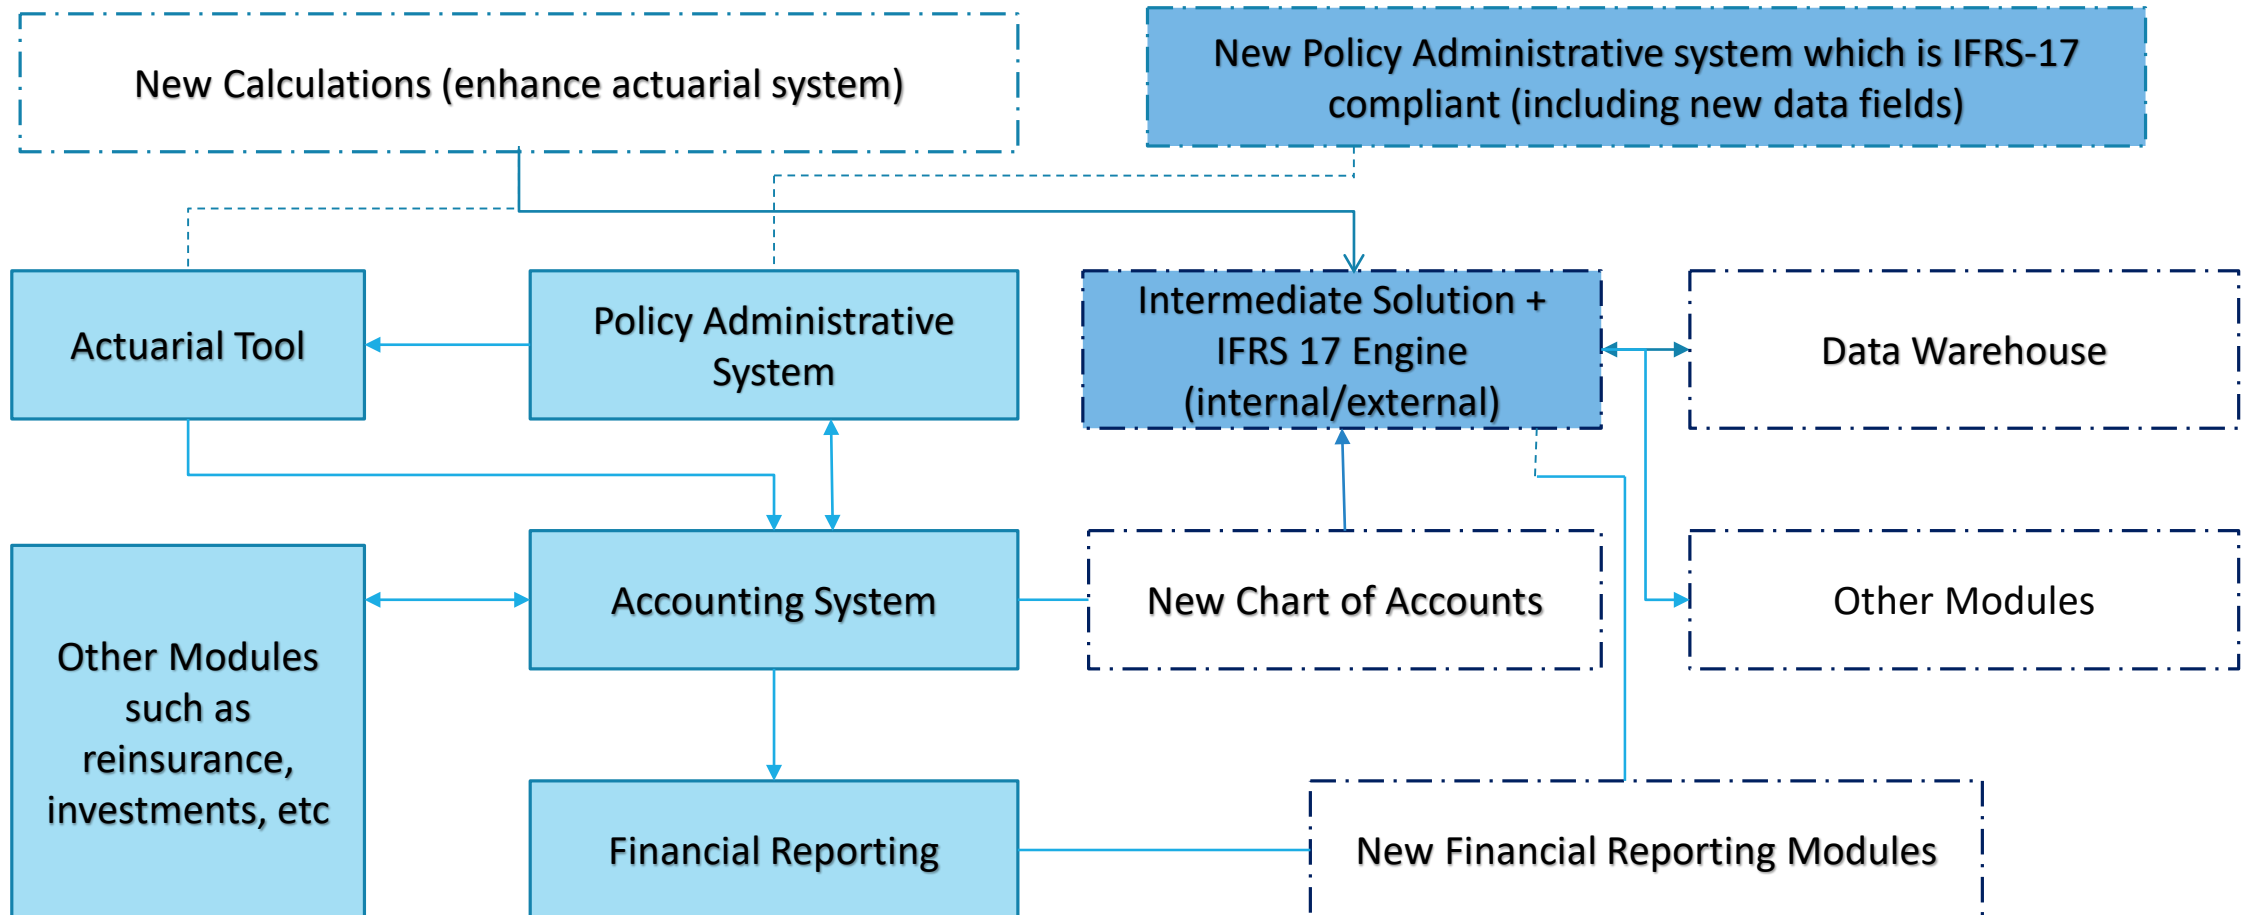 New Calculations (enhance actuarial system)
New Policy Administrative system which is IFRS-17
compliant (including new data fields)
Actuarial Tool
Policy Administrative
System
Intermediate Solution +
IFRS 17 Engine
(internal/external)
Data Warehouse
Other Modules
such as
reinsurance,
investments, etc
Accounting System
New Chart of Accounts
Other Modules
Financial Reporting
New Financial Reporting Modules